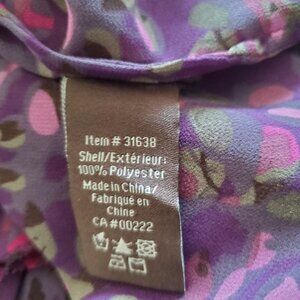 Item # 31638
Shell/Extérieur:
100% Polyester
Made in China/
Fabriqué en
Chine
CA# 00222